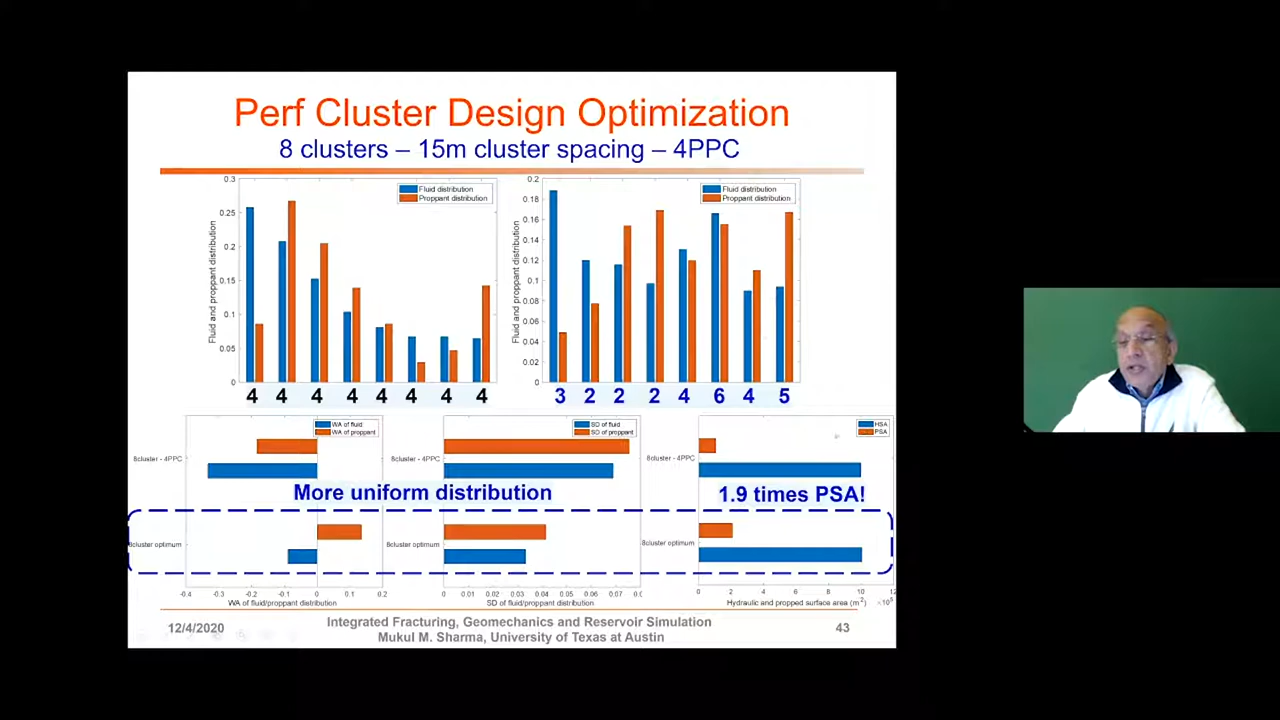 Perf Cluster Design Optimization
8 clusters – 15m cluster spacing – 4PPC
Fluid and proppant distribution
0.3
0.25
0.2
0.15
0.1
0.05
0
Fluid distribution
Proppant distribution
4 4 4 4 4 4 4 4
Fluid and proppant distribution
0.2
0.18
0.16
0.14
0.12
0.1
0.08
0.06
0.04
0.02
0
Fluid distribution
Proppant distribution
3 2 2 2 4 6 4 5
WA of fluid
WA of proppant
8cluster - 4PPC
8cluster optimum
-0.4 -0.3 -0.2 -0.1 0 0.1 0.2
WA of fluid/proppant distribution
SD of fluid
SD of proppant
8cluster - 4PPC
8cluster optimum
0 0.01 0.02 0.03 0.04 0.05 0.06 0.07
SD of fluid/proppant distribution
More uniform distribution
HSA
PSA
8cluster - 4PPC
8cluster optimum
1.9 times PSA!
0 2 4 6 8 10 12
Hydraulic and propped surface area (m
12/4/2020
Integrated Fracturing, Geomechanics and Reservoir Simulation
Mukul M. Sharma, University of Texas at Austin
43